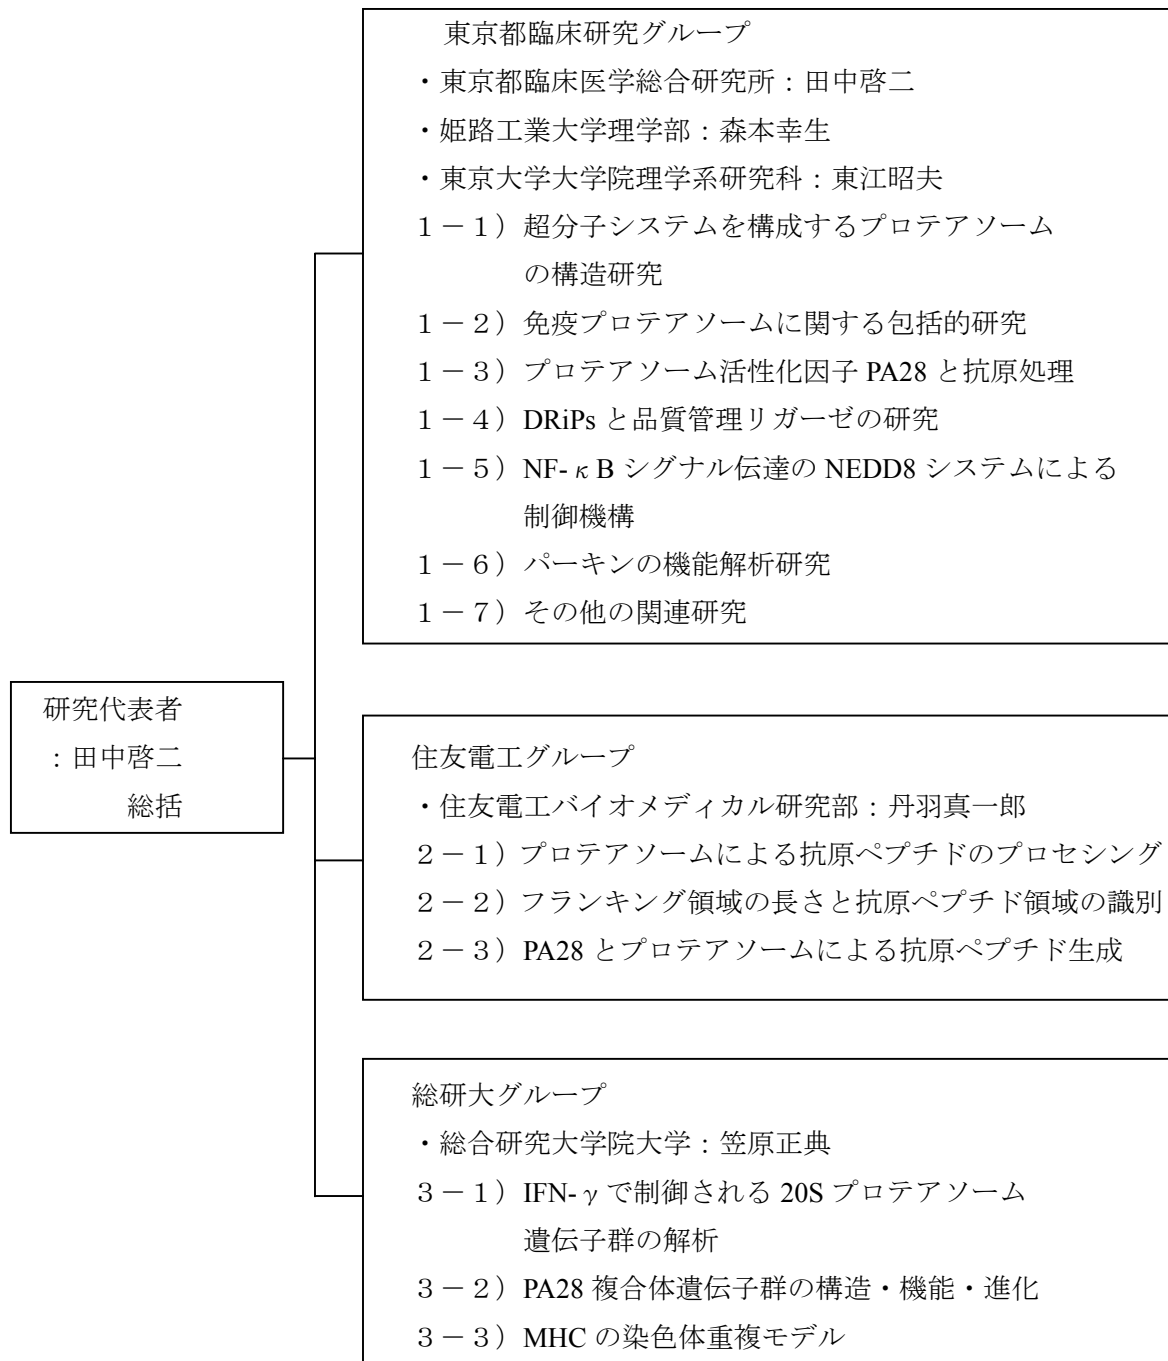 東京都臨床研究グループ
・東京都臨床医学総合研究所：田中啓二
・姫路工業大学理学部：森本幸生
・東京大学大学院理学系研究科：東江昭夫
１－１）超分子システムを構成するプロテアソーム
の構造研究
１－２）免疫プロテアソームに関する包括的研究
１－３）プロテアソーム活性化因子 PA28 と抗原処理
１－４）DRiPs と品質管理リガーゼの研究
１－５）NF-κB シグナル伝達の NEDD8 システムによる
制御機構
１－６）パーキンの機能解析研究
１－７）その他の関連研究
研究代表者
：田中啓二
総括
住友電工グループ
・住友電工バイオメディカル研究部：丹羽真一郎
２－１）プロテアソームによる抗原ペプチドのプロセシング
２－２）フランキング領域の長さと抗原ペプチド領域の識別
２－３）PA28 とプロテアソームによる抗原ペプチド生成
総研大グループ
・総合研究大学院大学：笠原正典
３－１）IFN-γで制御される 20S プロテアソーム
遺伝子群の解析
３－２）PA28 複合体遺伝子群の構造・機能・進化
３－３）MHC の染色体重複モデル